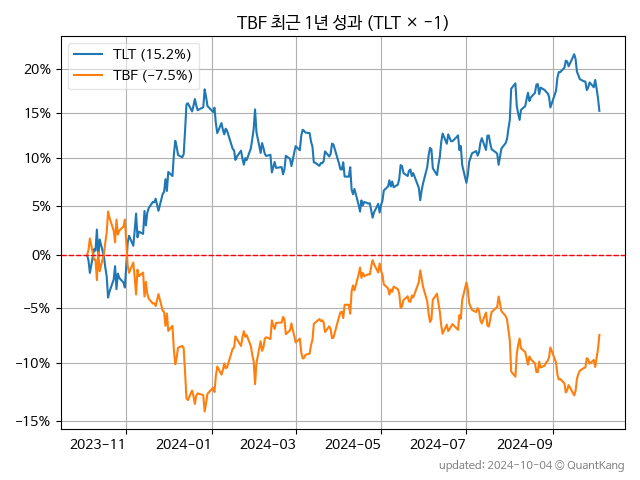 TBF 최근 1년 성과 (TLT × −1)
TLT (15.2%)
TBF (−7.5%)
20%
15%
10%
5%
0%
−5%
−10%
−15%
2023−11 2024−01 2024−03 2024−05 2024−07 2024−09
updated: 2024-10-04 © QuantKang